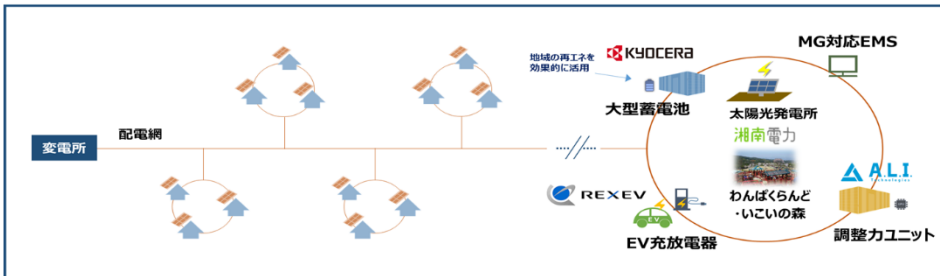 変電所
配電網
地域の再エネを
効果的に活用
KYOCERA
大型蓄電池
MG対応EMS
太陽光発電所
湘南電力
わんぱくらんど
・いこいの森
REXEV
EV
EV充放電器
A.L.I.
Technologies
調整力ユニット